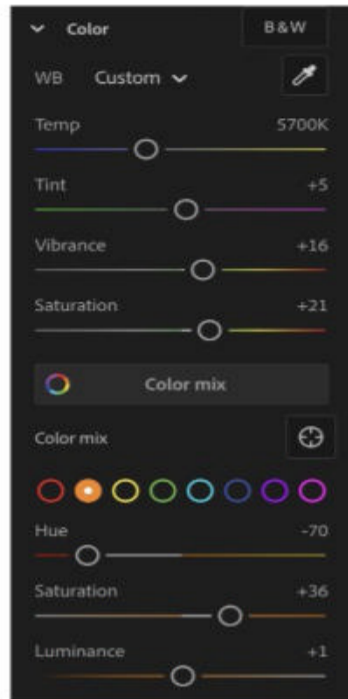 Color B&W
WB Custom
Temp 5700K
Tint +5
Vibrance +16
Saturation +21
Color mix
Color mix
Hue -70
Saturation +36
Luminance +1